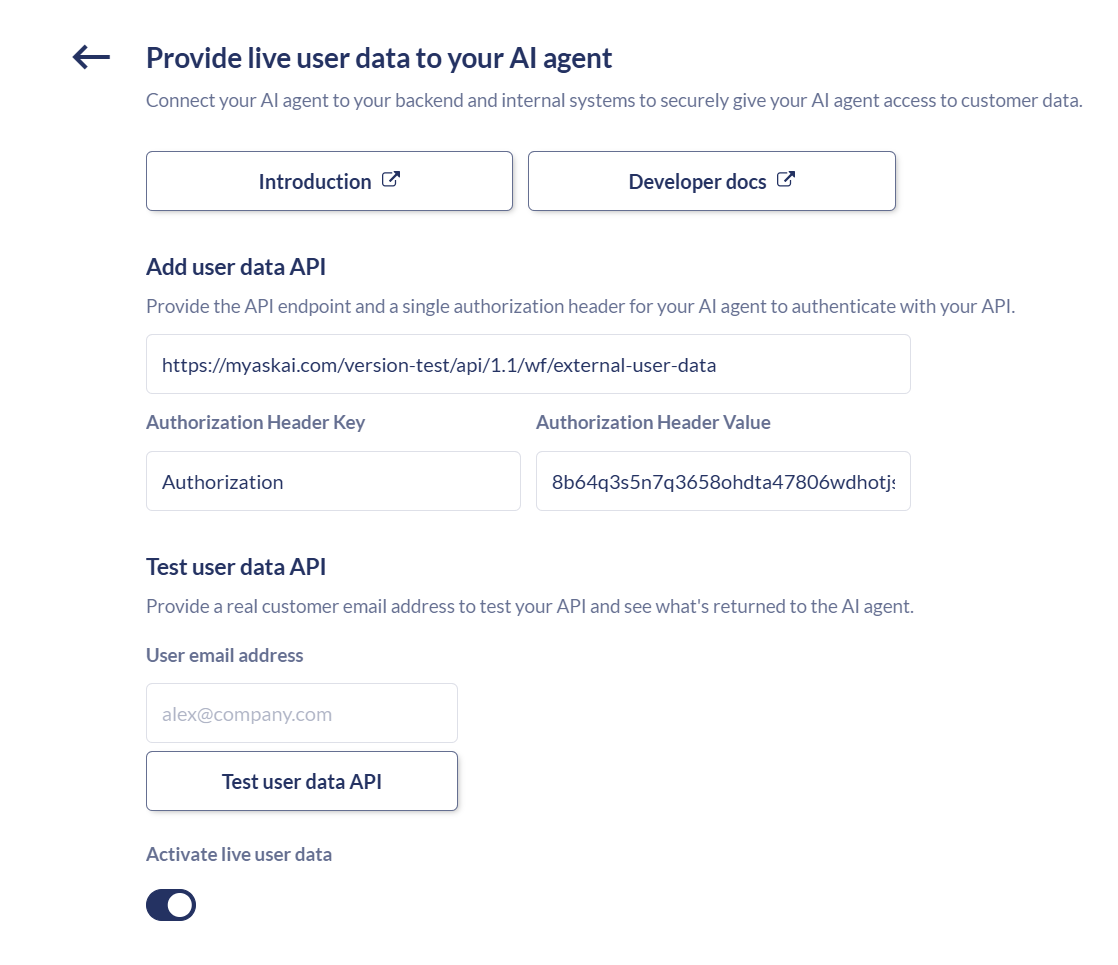 Provide live user data to your AI agent
Connect your AI agent to your backend and internal systems to securely give your AI agent access to customer data.
Introduction
Developer docs
Add user data API
Provide the API endpoint and a single authorization header for your AI agent to authenticate with your API.
https://myaskai.com/version-test/api/1.1/wf/external-user-data
Authorization Header Key
Authorization Header Value
Authorization
8b64q3s5n7q3658ohdta47806wdhotjs
Test user data API
Provide a real customer email address to test your API and see what's returned to the AI agent.
User email address
alex@company.com
Test user data API
Activate live user data